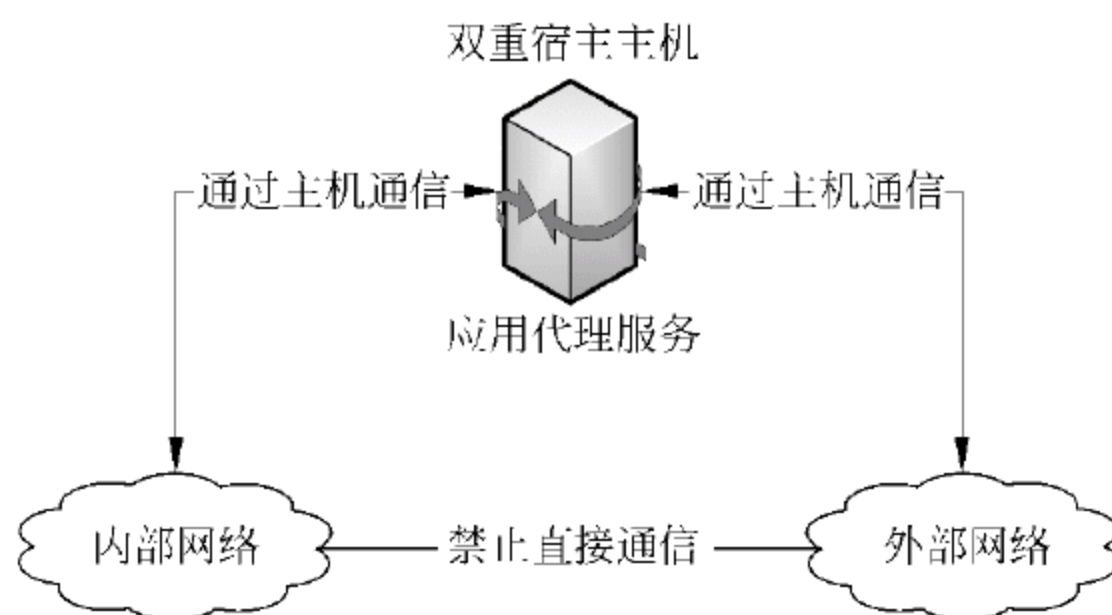 双重宿主主机
通过主机通信
通过主机通信
应用代理服务
内部网络
禁止直接通信
外部网络